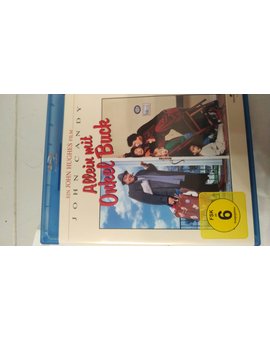 EIN JOHN HUGHES FILM
JOHN CANDY
Allein mit
Onkel Buck
FSK
6